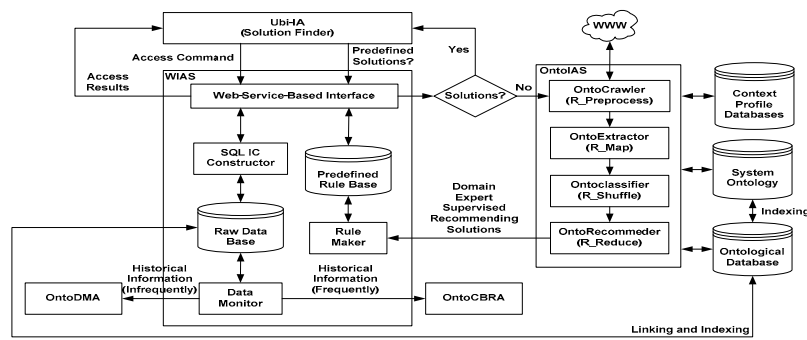 UbiHA
(Solution Finder)
WWW
Access Command
Predefined
Solutions?
Yes
Access
Results
WIAS
OntoIAS
Web-Service-Based Interface
Solutions?
No
OntoCrawler
(R_Preprocess)
Context
Profile
Databases
SQL IC
Constructor
Predefined
Rule Base
OntoExtractor
(R_Map)
System
Ontology
Domain
Expert
Supervised
Recommending
Solutions
Ontoclassifier
(R_Shuffle)
Indexing
Raw Data
Base
Rule
Maker
OntoRecommeder
(R_Reduce)
Ontological
Database
Historical
Information
(Infrequently)
Historical
Information
(Frequently)
OntoDMA
Data
Monitor
OntoCBRA
Linking and Indexing